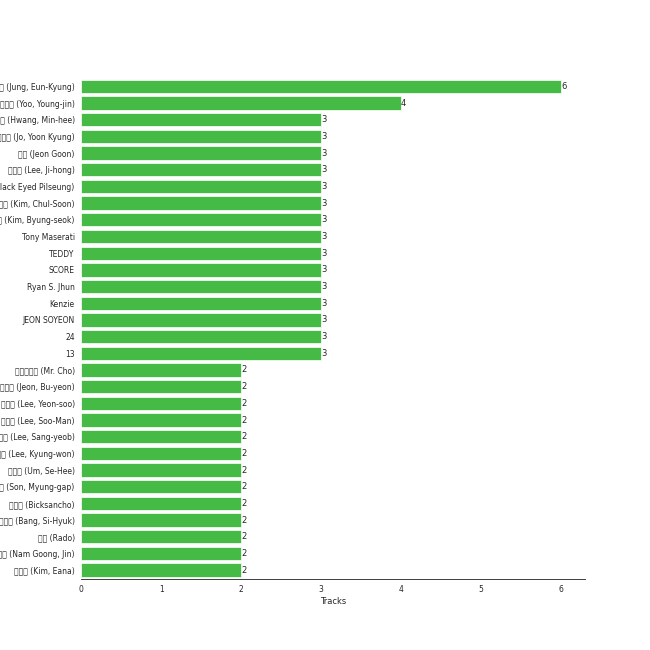 (Jung, Eun-Kyung) 6
(Yoo, Young-jin) 4
(Hwang, Min-hee) 3
(Jo, Yoon Kyung) 3
(Jeon Goon) 3
(Lee, Ji-hong) 3
lack Eyed Pilseung) 3
(Kim, Chul-Soon) 3
(Kim, Byung-seok) 3
Tony Maserati 3
TEDDY 3
SCORE 3
Ryan S. Jhun 3
Kenzie 3
JEON SOYEON 3
24 3
13 3
(Mr. Cho) 2
(Jeon, Bu-yeon) 2
(Lee, Yeon-soo) 2
(Lee, Soo-Man) 2
(Lee, Sang-yeob) 2
(Lee, Kyung-won) 2
(Um, Se-Hee) 2
(Son, Myung-gap) 2
(Bicksancho) 2
(Bang, Si-Hyuk) 2
(Rado) 2
(Nam Goong, Jin) 2
(Kim, Eana) 2
0 1 2 3 4 5 6
Tracks